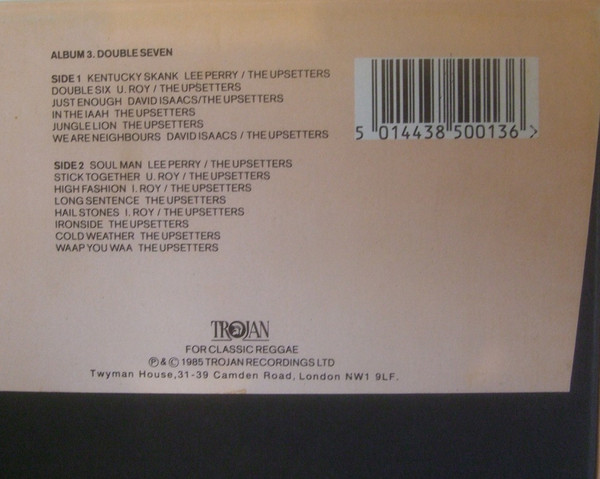 ALBUM 3. DOUBLE SEVEN
SIDE 1 KENTUCKY SKANK LEE PERRY / THE UPSETTERS
DOUBLE SIX U. ROY / THE UPSETTERS
JUST ENOUGH DAVID ISAACS/THE UPSETTERS
IN THE IAAH THE UPSETTERS
JUNGLE LION THE UPSETTERS
WE ARE NEIGHBOURS DAVID ISAACS / THE UPSETTERS
5 014438 500136 >
SIDE 2 SOUL MAN LEE PERRY / THE UPSETTERS
STICK TOGETHER U. ROY / THE UPSETTERS
HIGH FASHION I. ROY / THE UPSETTERS
LONG SENTENCE THE UPSETTERS
HAIL STONES I. ROY / THE UPSETTERS
IRONSIDE THE UPSETTERS
COLD WEATHER THE UPSETTERS
WAAP YOU WAA THE UPSETTERS
TROJAN
FOR CLASSIC REGGAE
℗ & © 1985 TROJAN RECORDINGS LTD
Twyman House, 31-39 Camden Road, London NW1 9LF.